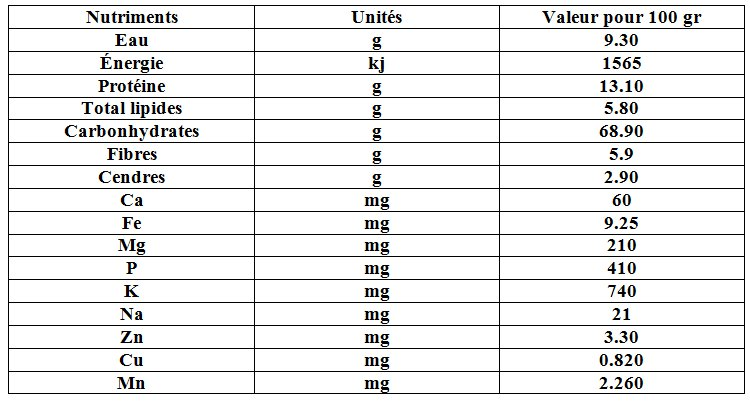 Nutriments Unités Valeur pour 100 gr
Eau g 9.30
Énergie kj 1565
Protéine g 13.10
Total lipides g 5.80
Carbonhydrates g 68.90
Fibres g 5.9
Cendres g 2.90
Ca mg 60
Fe mg 9.25
Mg mg 210
P mg 410
K mg 740
Na mg 21
Zn mg 3.30
Cu mg 0.820
Mn mg 2.260